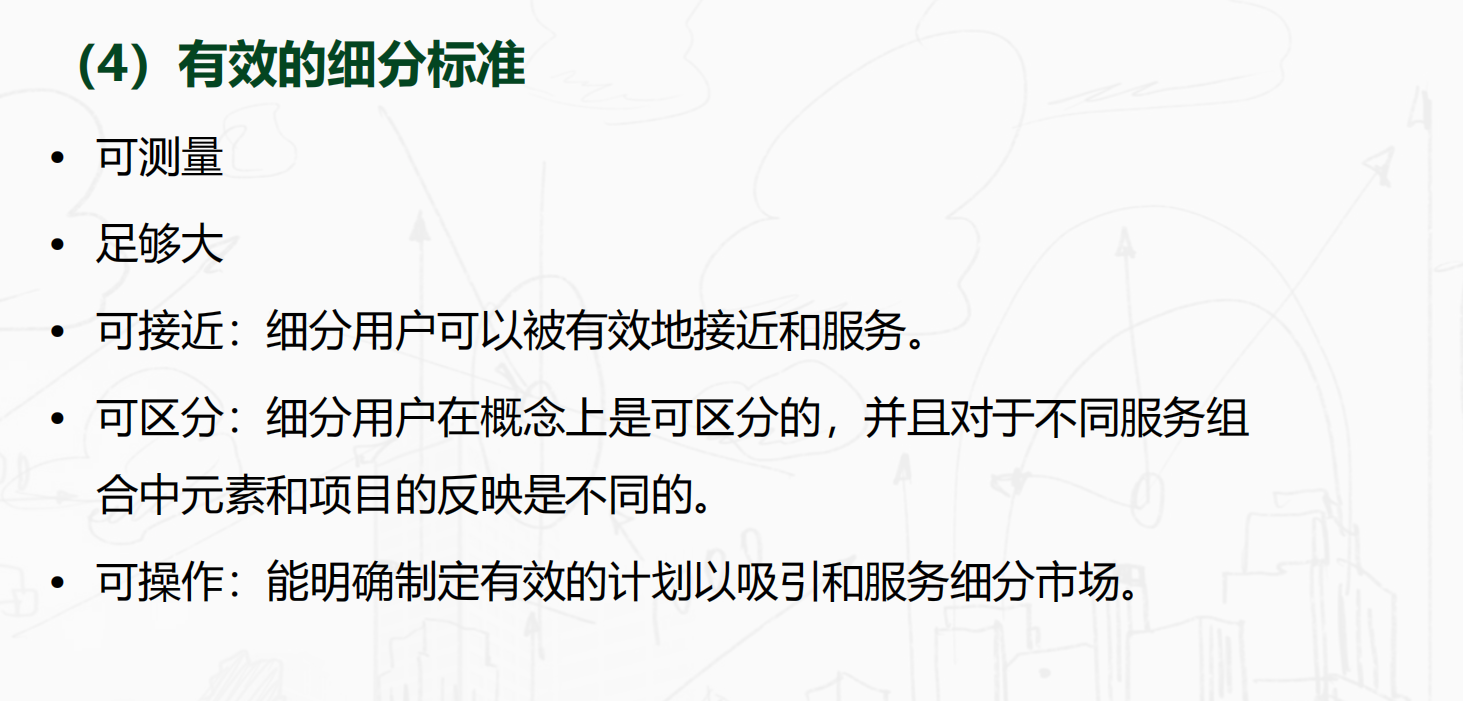 （4）有效的细分标准
• 可测量
• 足够大
• 可接近：细分用户可以被有效地接近和服务。
• 可区分：细分用户在概念上是可区分的，并且对于不同服务组
合中元素和项目的反映是不同的。
• 可操作：能明确制定有效的计划以吸引和服务细分市场。